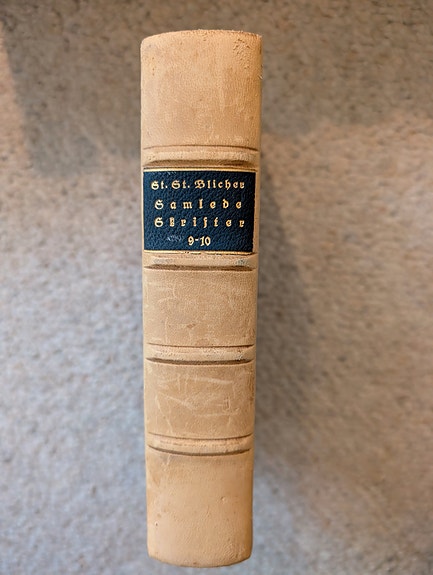 St. St. Blicher
Samlede
Skrifter
9-10